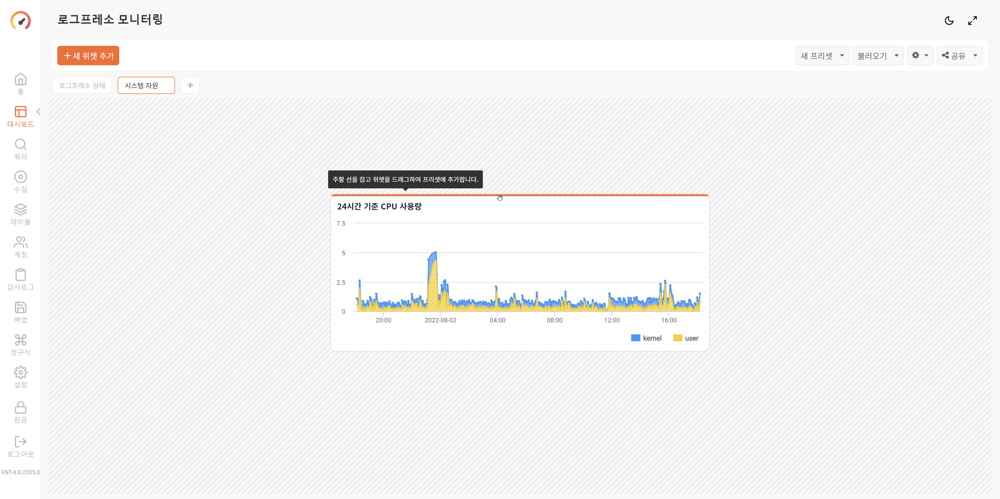 로그프레소 모니터링
새 위젯 추가
새 프리셋
불러오기
공유
로그프레소 상태
시스템 자원
홈
대시보드
쿼리
수집
테이블
계정
감사로그
백업
정규식
설정
잠금
로그아웃
ENT-4.0.2205.0
주황 선을 잡고 위젯을 드래그하여 프리셋에 추가합니다.
24시간 기준 CPU 사용량
7.5
5
2.5
0
20:00 2022-08-02 04:00 08:00 12:00 16:00
kernel user